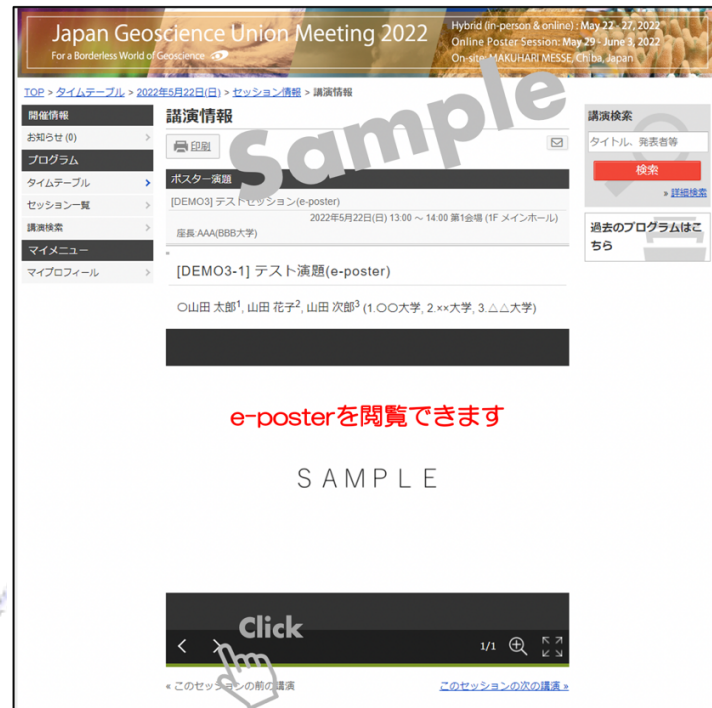 Japan Geoscience Union Meeting 2022
For a Borderless World of Geoscience
Hybrid (in-person & online) : May 22 - 27, 2022
Online Poster Session: May 29 - June 3, 2022
On-site: MAKUHARI MESSE, Chiba, Japan
TOP > タイムテーブル > 2022年5月22日(日) > セッション情報 > 講演情報
開催情報
お知らせ (0)
プログラム
タイムテーブル
セッション一覧
講演検索
マイメニュー
マイプロフィール
講演情報
印刷
Sample
ポスター演題
[DEMO3] テストセッション(e-poster)
2022年5月22日(日) 13:00 ~ 14:00 第1会場 (1F メインホール)
座長:AAA(BBB大学)
[DEMO3-1] テスト演題(e-poster)
○山田 太郎1, 山田 花子2, 山田 次郎3 (1.○○大学, 2.××大学, 3.△△大学)
e-posterを閲覧できます
SAMPLE
Click
1/1
« このセッションの前の講演
このセッションの次の講演 »
講演検索
タイトル、発表者等
検索
» 詳細検索
過去のプログラムはこ
ちら